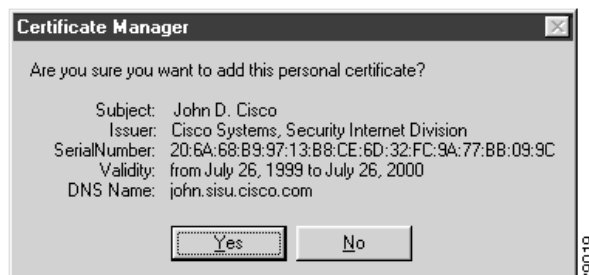 Certificate Manager
Are you sure you want to add this personal certificate?
Subject: John D. Cisco
Issuer: Cisco Systems, Security Internet Division
SerialNumber: 20:6A:68:B9:97:13:B8:CE:6D:32:FC:9A:77:BB:09:9C
Validity: from July 26, 1999 to July 26, 2000
DNS Name: john.sisu.cisco.com
Yes No